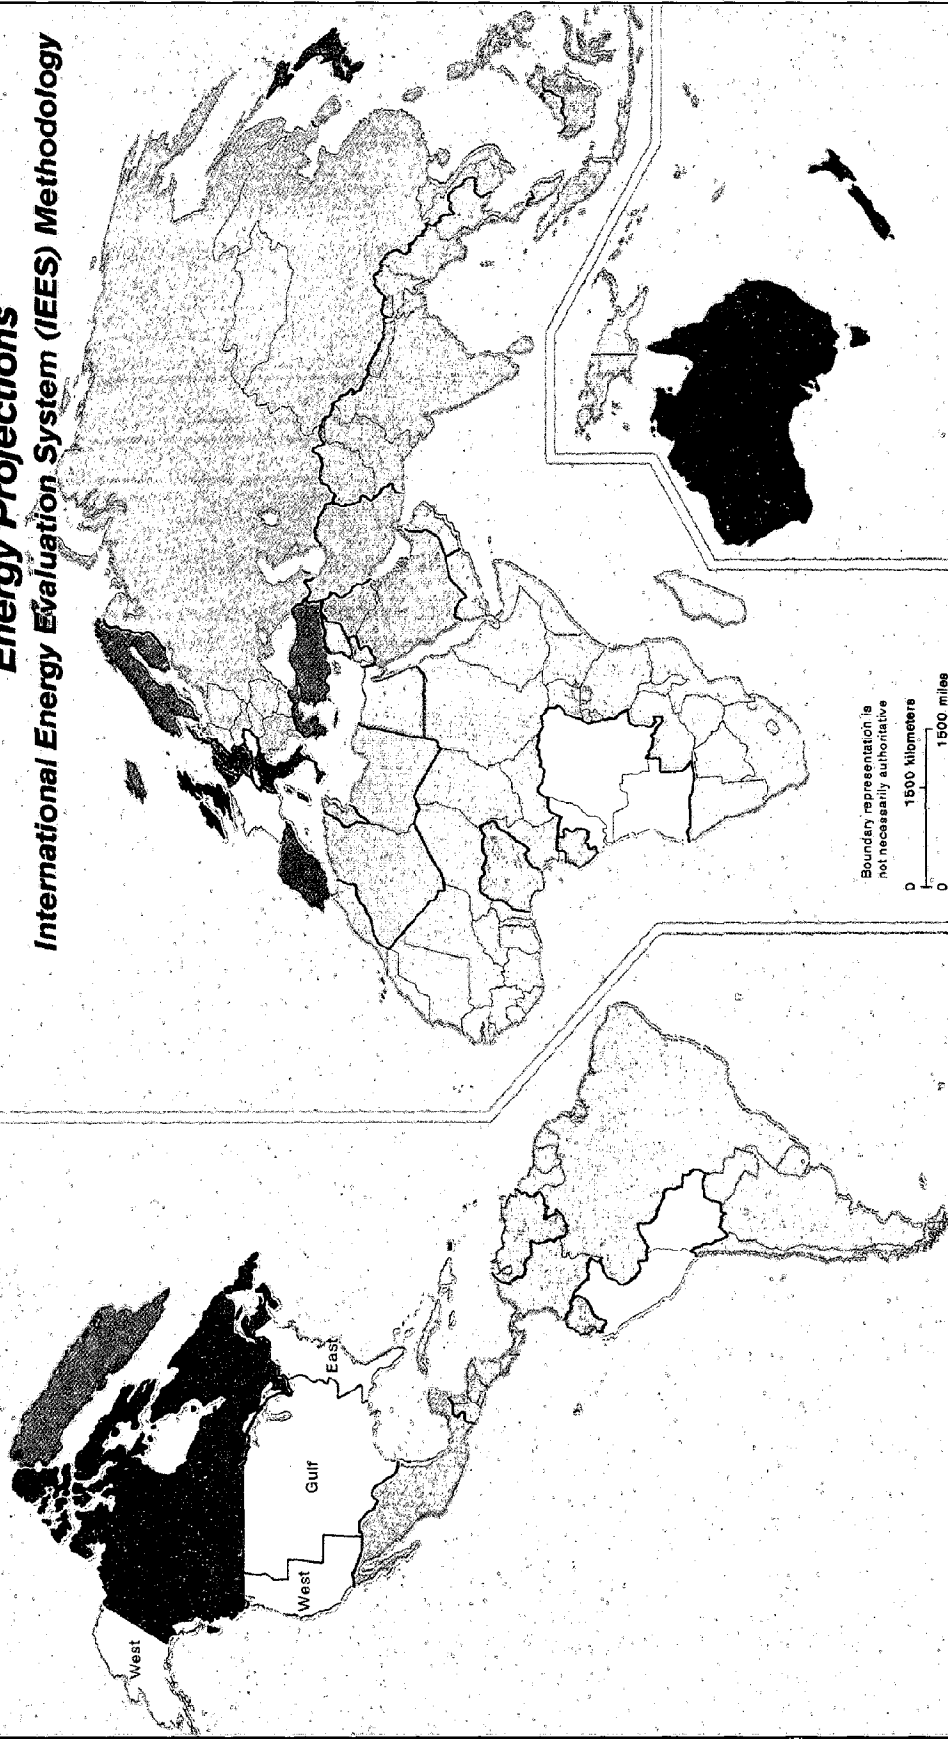 Energy Projections
International Energy Evaluation System (IEES) Methodology
West
West
Gulf
East
Boundary representation is
not necessarily authoritative
0 1500 kilometers
0 1500 miles